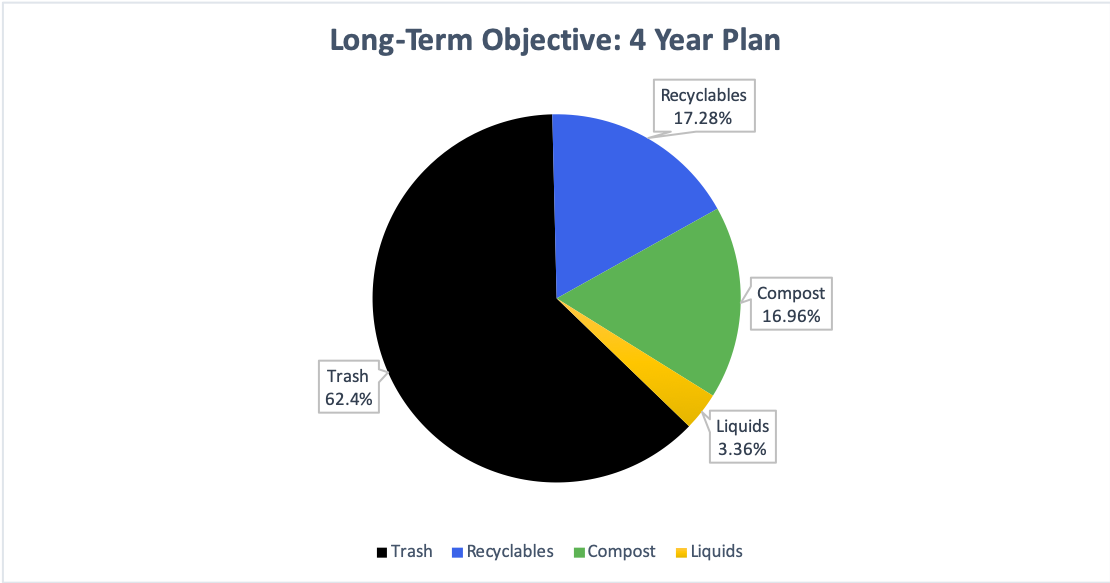 Long-Term Objective: 4 Year Plan
Recyclables
17.28%
Compost
16.96%
Trash
62.4%
Liquids
3.36%
Trash Recyclables Compost Liquids